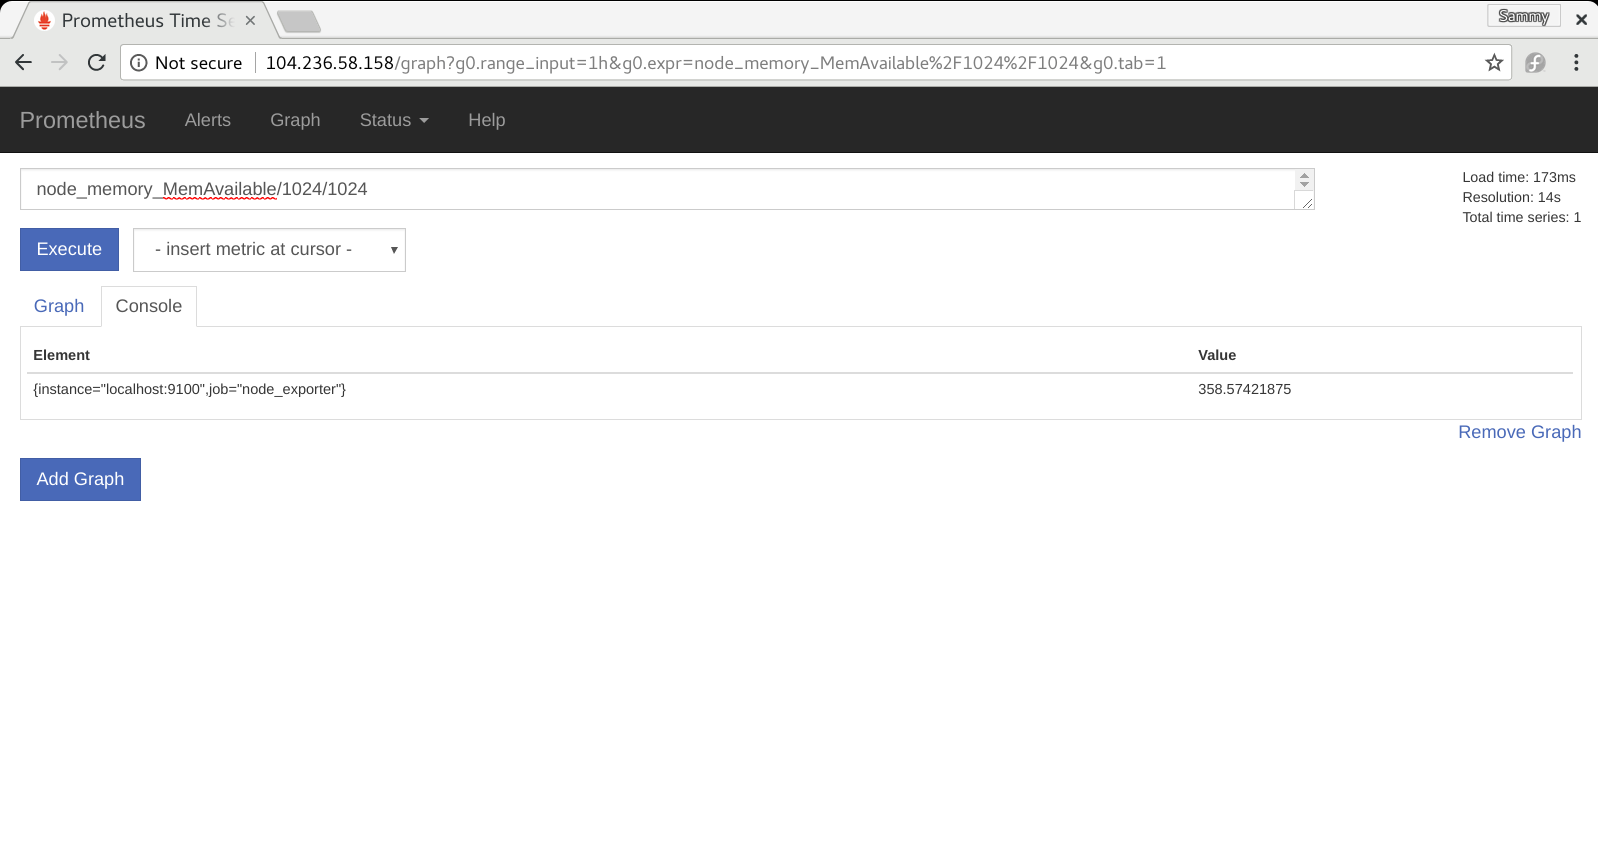 Prometheus Time Se
Sammy
Not secure 104.236.58.158/graph?g0.range_input=1h&g0.expr=node_memory_MemAvailable%2F1024%2F1024&g0.tab=1
Prometheus Alerts Graph Status Help
node_memory_MemAvailable/1024/1024
Load time: 173ms
Resolution: 14s
Total time series: 1
Execute - insert metric at cursor -
Graph Console
Element Value
{instance="localhost:9100",job="node_exporter"} 358.57421875
Remove Graph
Add Graph